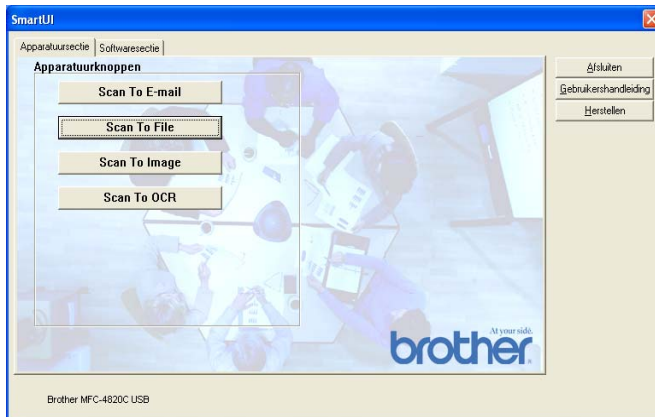 SmartUI
Apparatuursectie
Softwaresectie
Apparatuurknoppen
Scan To E-mail
Scan To File
Scan To Image
Scan To OCR
Afsluiten
Gebruikershandleiding
Herstellen
At your side.
brother
Brother MFC-4820C USB